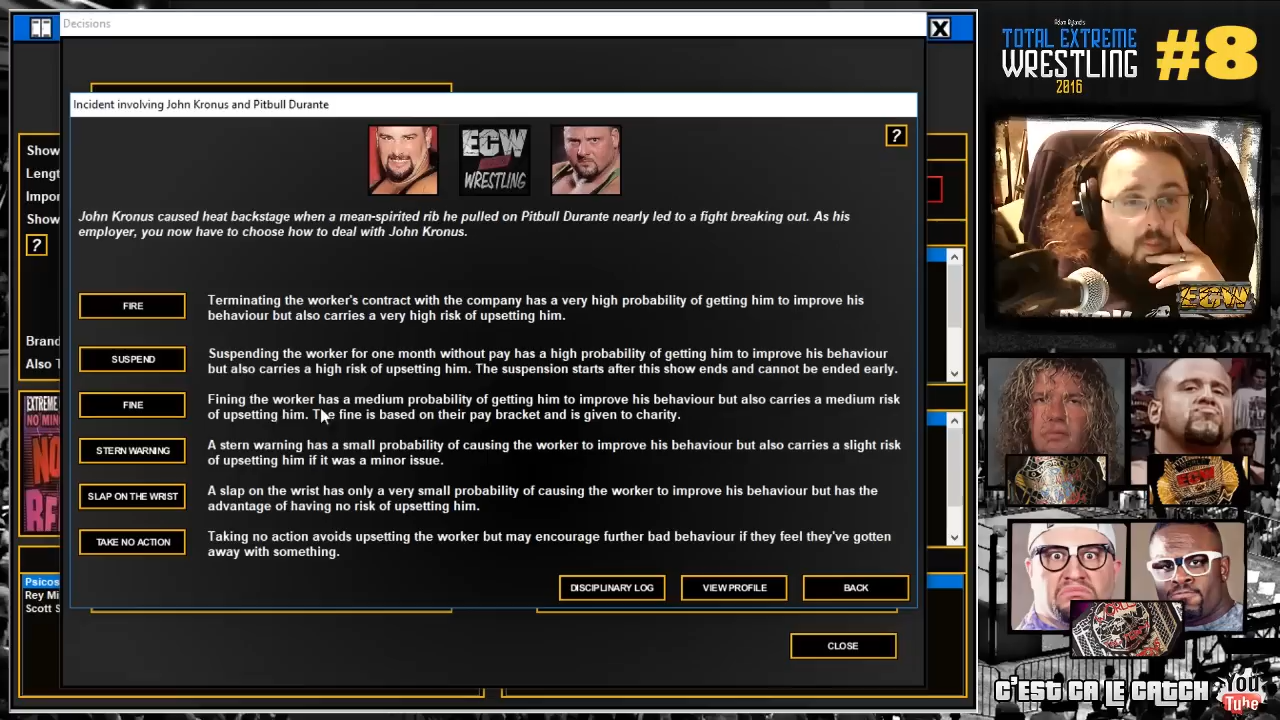 Decisions
X
Adam Ryland's
TOTAL EXTREME
WRESTLING
2016
#8
Incident involving John Kronus and Pitbull Durante
?
ECW
WRESTLING
John Kronus caused heat backstage when a mean-spirited rib he pulled on Pitbull Durante nearly led to a fight breaking out. As his
employer, you now have to choose how to deal with John Kronus.
Show
Lengt
Impor
Show
?
FIRE
Terminating the worker's contract with the company has a very high probability of getting him to improve his
behaviour but also carries a very high risk of upsetting him.
SUSPEND
Suspending the worker for one month without pay has a high probability of getting him to improve his behaviour
but also carries a high risk of upsetting him. The suspension starts after this show ends and cannot be ended early.
FINE
Fining the worker has a medium probability of getting him to improve his behaviour but also carries a medium risk
of upsetting him. The fine is based on their pay bracket and is given to charity.
STERN WARNING
A stern warning has a small probability of causing the worker to improve his behaviour but also carries a slight risk
of upsetting him if it was a minor issue.
SLAP ON THE WRIST
A slap on the wrist has only a very small probability of causing the worker to improve his behaviour but has the
advantage of having no risk of upsetting him.
TAKE NO ACTION
Taking no action avoids upsetting the worker but may encourage further bad behaviour if they feel they've gotten
away with something.
DISCIPLINARY LOG
VIEW PROFILE
BACK
CLOSE
Brand
Also T
EXTREME
NO
RE
Psicos
Rey Mi
Scott S
ECW
ECW
C'EST CA LE CATCH
You
Tube